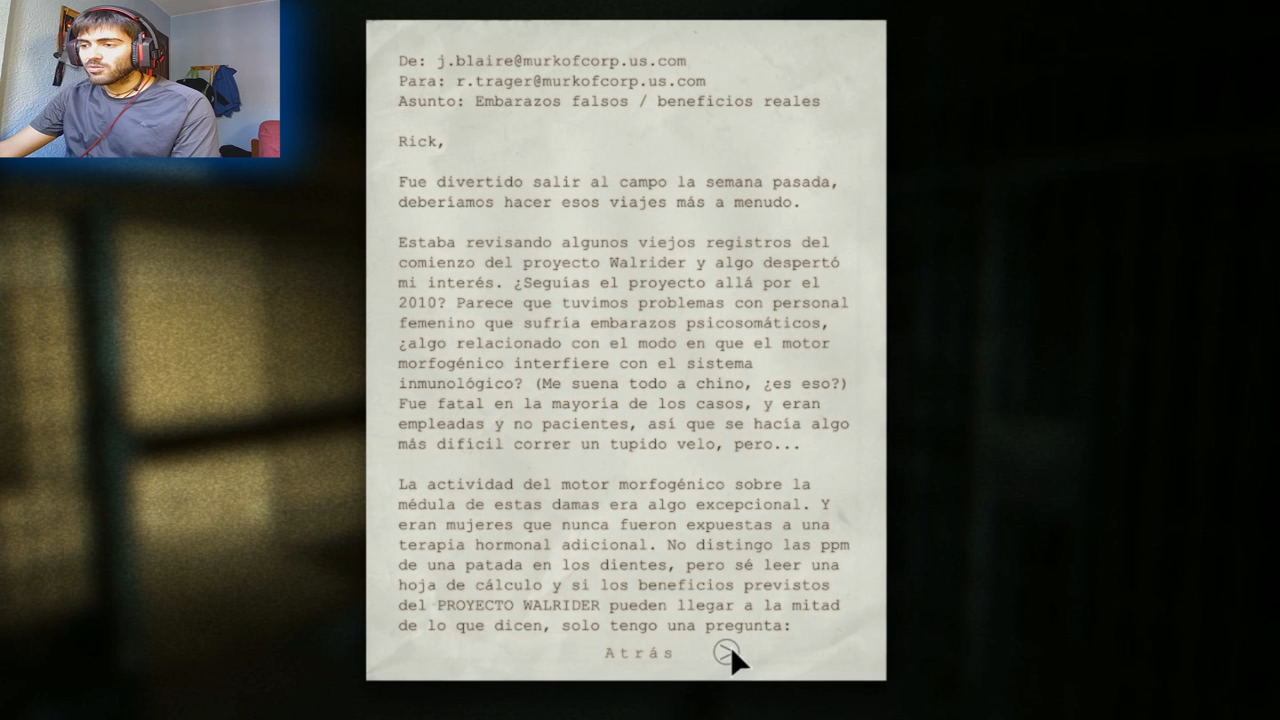 De: j.blaire@murkofcorp.us.com
Para: r.trager@murkofcorp.us.com
Asunto: Embarazos falsos / beneficios reales
Rick,
Fue divertido salir al campo la semana pasada,
deberíamos hacer esos viajes más a menudo.
Estaba revisando algunos viejos registros del
comienzo del proyecto Walrider y algo despertó
mi interés. ¿Seguías el proyecto allá por el
2010? Parece que tuvimos problemas con personal
femenino que sufría embarazos psicosomáticos,
¿algo relacionado con el modo en que el motor
morfogénico interfiere con el sistema
inmunológico? (Me suena todo a chino, ¿es eso?)
Fue fatal en la mayoría de los casos, y eran
empleadas y no pacientes, así que se hacía algo
más difícil correr un tupido velo, pero...
La actividad del motor morfogénico sobre la
médula de estas damas era algo excepcional. Y
eran mujeres que nunca fueron expuestas a una
terapia hormonal adicional. No distingo las ppm
de una patada en los dientes, pero sé leer una
hoja de cálculo y si los beneficios previstos
del PROYECTO WALRIDER pueden llegar a la mitad
de lo que dicen, solo tengo una pregunta:
Atrás >